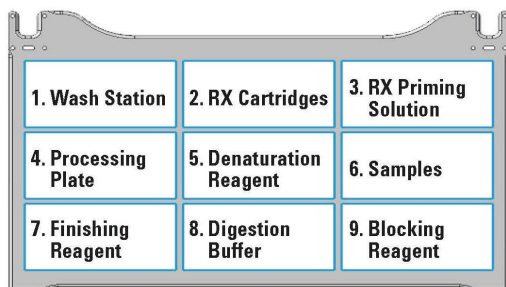 1. Wash Station
2. RX Cartridges
3. RX Priming
Solution
4. Processing
Plate
5. Denaturation
Reagent
6. Samples
7. Finishing
Reagent
8. Digestion
Buffer
9. Blocking
Reagent